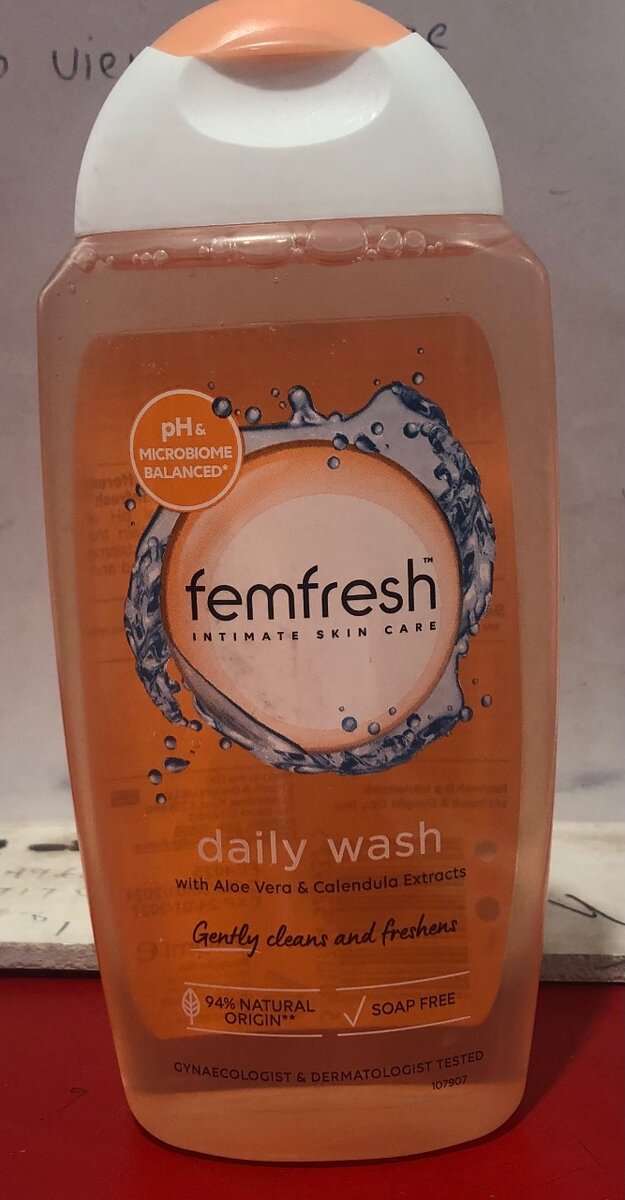 pH &
MICROBIOME
BALANCED*
femfresh™
INTIMATE SKIN CARE
daily wash
with Aloe Vera & Calendula Extracts
Gently cleans and freshens
94% NATURAL
ORIGIN**
SOAP FREE
GYNAECOLOGIST & DERMATOLOGIST TESTED
107907